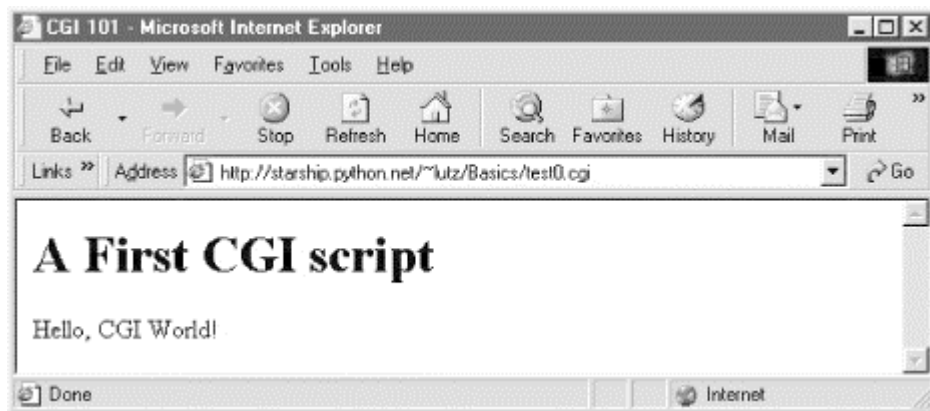 CGI 101 - Microsoft Internet Explorer
File Edit View Favorites Tools Help
Back Forward Stop Refresh Home Search Favorites History Mail Print »
Links » Address http://starship.python.net/~lutz/Basics/test0.cgi Go
A First CGI script
Hello, CGI World!
Done Internet